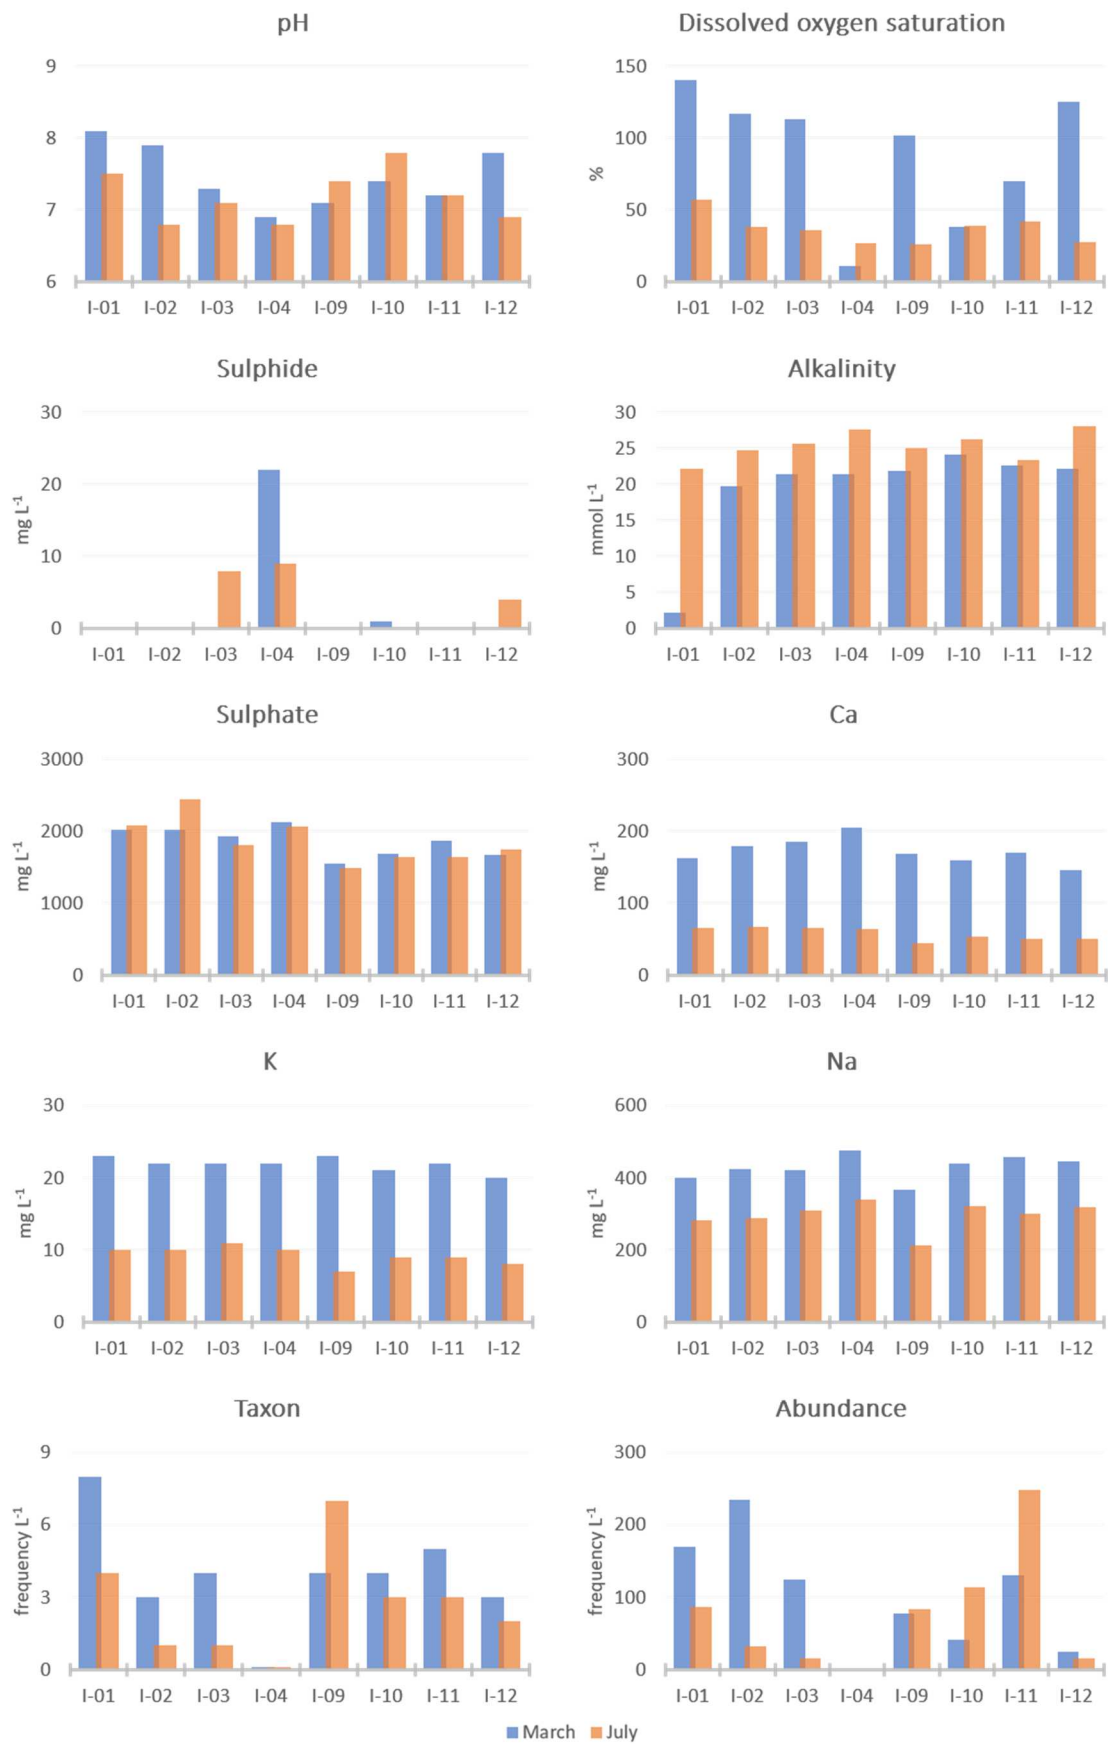 pH
9
8
7
6
I-01 I-02 I-03 I-04 I-09 I-10 I-11 I-12
Dissolved oxygen saturation
150
100
50
0
%
I-01 I-02 I-03 I-04 I-09 I-10 I-11 I-12
Sulphide
30
20
10
0
mg L⁻¹
I-01 I-02 I-03 I-04 I-09 I-10 I-11 I-12
Alkalinity
30
25
20
15
10
5
0
mmol L⁻¹
I-01 I-02 I-03 I-04 I-09 I-10 I-11 I-12
Sulphate
3000
2000
1000
0
mg L⁻¹
I-01 I-02 I-03 I-04 I-09 I-10 I-11 I-12
Ca
300
200
100
0
mg L⁻¹
I-01 I-02 I-03 I-04 I-09 I-10 I-11 I-12
K
30
20
10
0
mg L⁻¹
I-01 I-02 I-03 I-04 I-09 I-10 I-11 I-12
Na
600
400
200
0
mg L⁻¹
I-01 I-02 I-03 I-04 I-09 I-10 I-11 I-12
Taxon
9
6
3
0
frequency L⁻¹
I-01 I-02 I-03 I-04 I-09 I-10 I-11 I-12
Abundance
300
200
100
0
frequency L⁻¹
I-01 I-02 I-03 I-04 I-09 I-10 I-11 I-12
March July